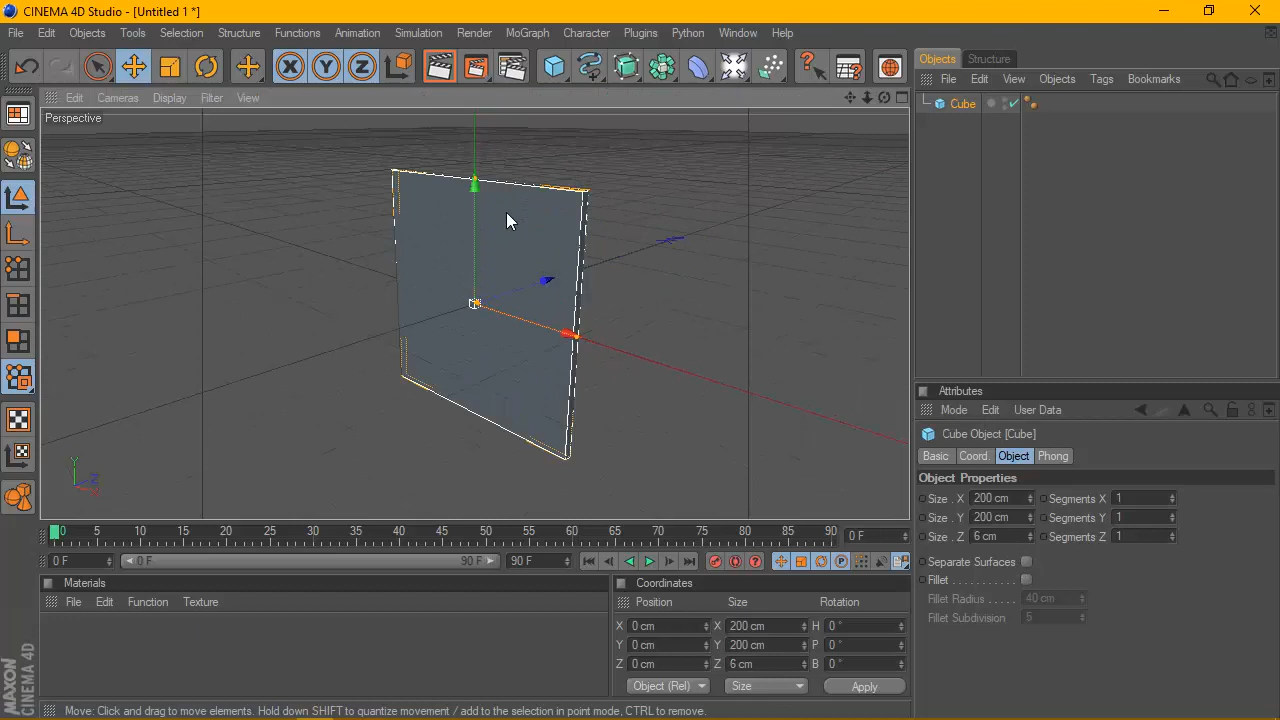 CINEMA 4D Studio - [Untitled 1 *]
File Edit Objects Tools Selection Structure Functions Animation Simulation Render MoGraph Character Plugins Python Window Help
X Y Z
Objects Structure
File Edit View Objects Tags Bookmarks
Cube
Edit Cameras Display Filter View
Perspective
Y
Z
X
Attributes
Mode Edit User Data
Cube Object [Cube]
Basic Coord. Object Phong
Object Properties
Size . X 200 cm Segments X 1
Size . Y 200 cm Segments Y 1
Size . Z 6 cm Segments Z 1
Separate Surfaces
Fillet . . . . . . . . . . .
Fillet Radius . . . . . 40 cm
Fillet Subdivision 5
0 5 10 15 20 25 30 35 40 45 50 55 60 65 70 75 80 85 90 0 F
0 F 0 F 90 F 90 F
Materials
File Edit Function Texture
Coordinates
Position Size Rotation
X 0 cm X 200 cm H 0 °
Y 0 cm Y 200 cm P 0 °
Z 0 cm Z 6 cm B 0 °
Object (Rel) Size Apply
MAXON
CINEMA 4D
Move: Click and drag to move elements. Hold down SHIFT to quantize movement / add to the selection in point mode, CTRL to remove.